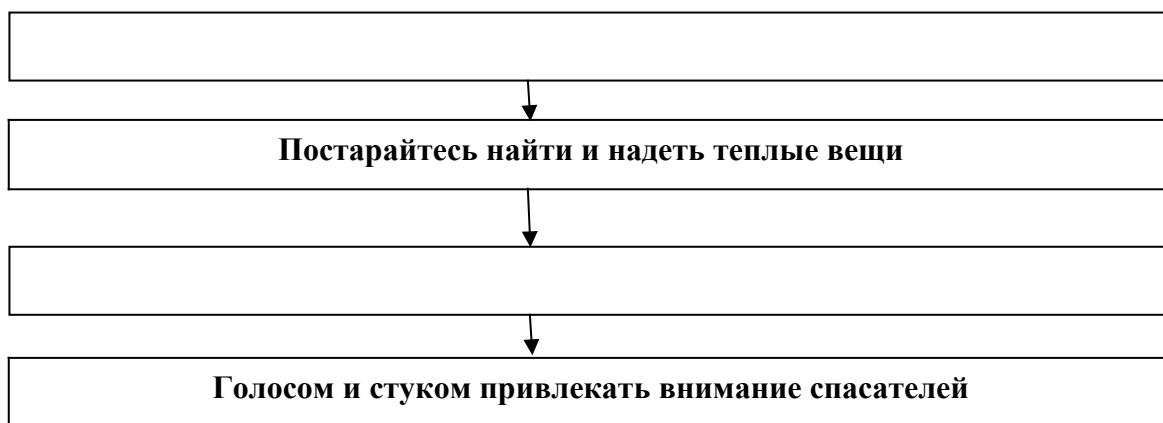 Постарайтесь найти и надеть теплые вещи
Голосом и стуком привлекать внимание спасателей